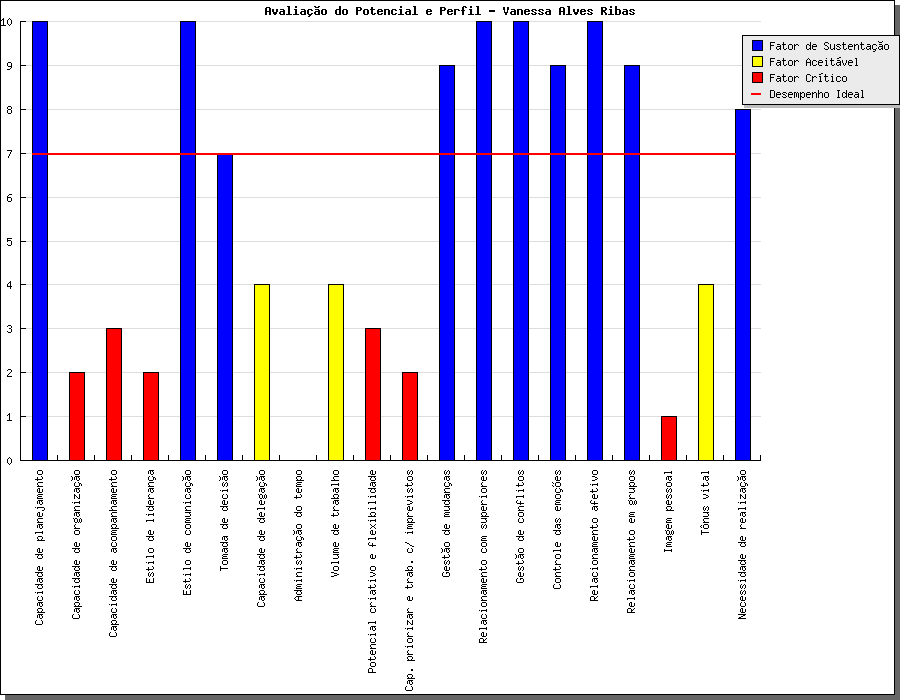 Avaliação do Potencial e Perfil - Vanessa Alves Ribas
Fator de Sustentação
Fator Aceitável
Fator Crítico
Desempenho Ideal
10
9
8
7
6
5
4
3
2
1
0
Capacidade de planejamento
Capacidade de organização
Capacidade de acompanhamento
Estilo de liderança
Estilo de comunicação
Tomada de decisão
Capacidade de delegação
Administração do tempo
Volume de trabalho
Potencial criativo e flexibilidade
Cap. priorizar e trab. c/ imprevistos
Gestão de mudanças
Relacionamento com superiores
Gestão de conflitos
Controle das emoções
Relacionamento afetivo
Relacionamento em grupos
Imagem pessoal
Tônus vital
Necessidade de realização